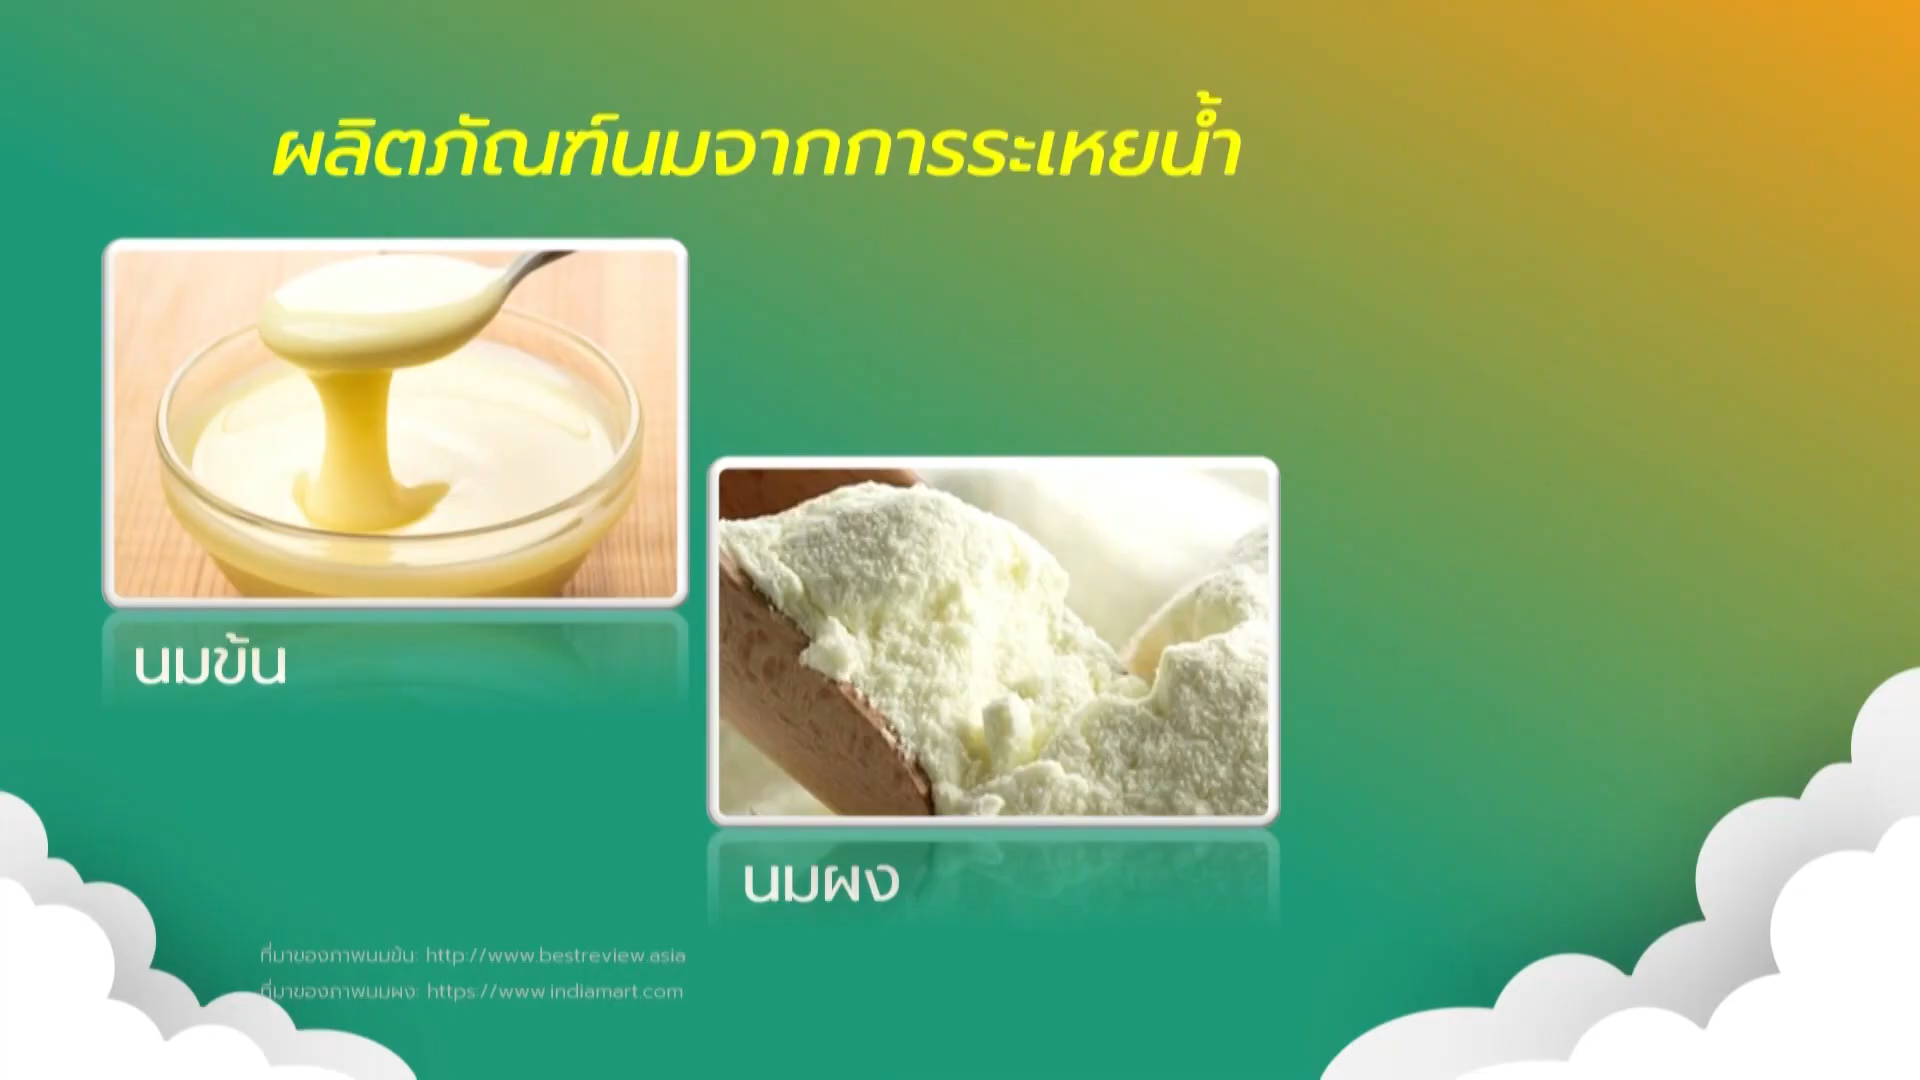 ผลิตภัณฑ์นมจากการระเหยน้ำ
นมข้น
นมผง
ที่มาของภาพนมข้น: http://www.bestreview.asia
ที่มาของภาพนมผง: https://www.indiamart.com